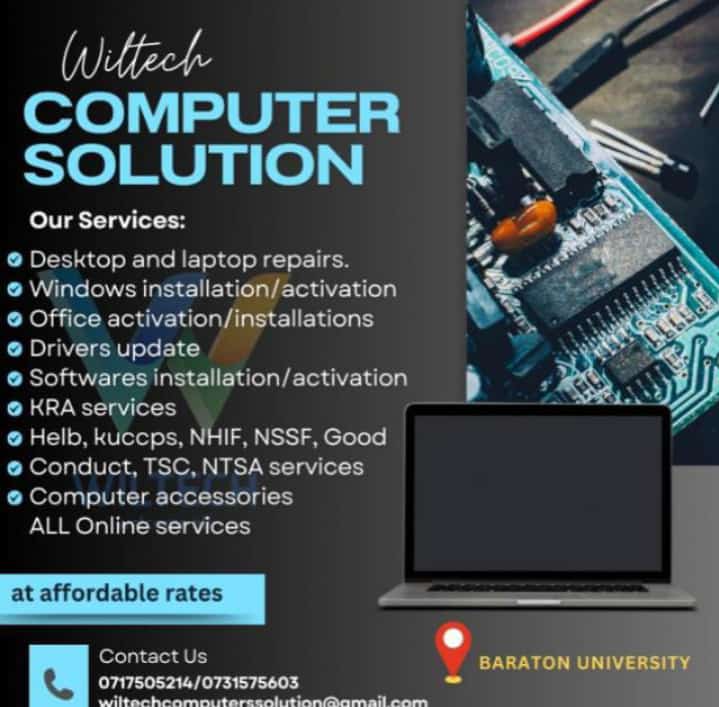 Wiltech
COMPUTER
SOLUTION
Our Services:
Desktop and laptop repairs.
Windows installation/activation
Office activation/installations
Drivers update
Softwares installation/activation
KRA services
Helb, kuccps, NHIF, NSSF, Good
Conduct, TSC, NTSA services
Computer accessories
ALL Online services
WILTECH
at affordable rates
Contact Us
0717505214/0731575603
wiltechcomputerssolution@gmail.com
BARATON UNIVERSITY